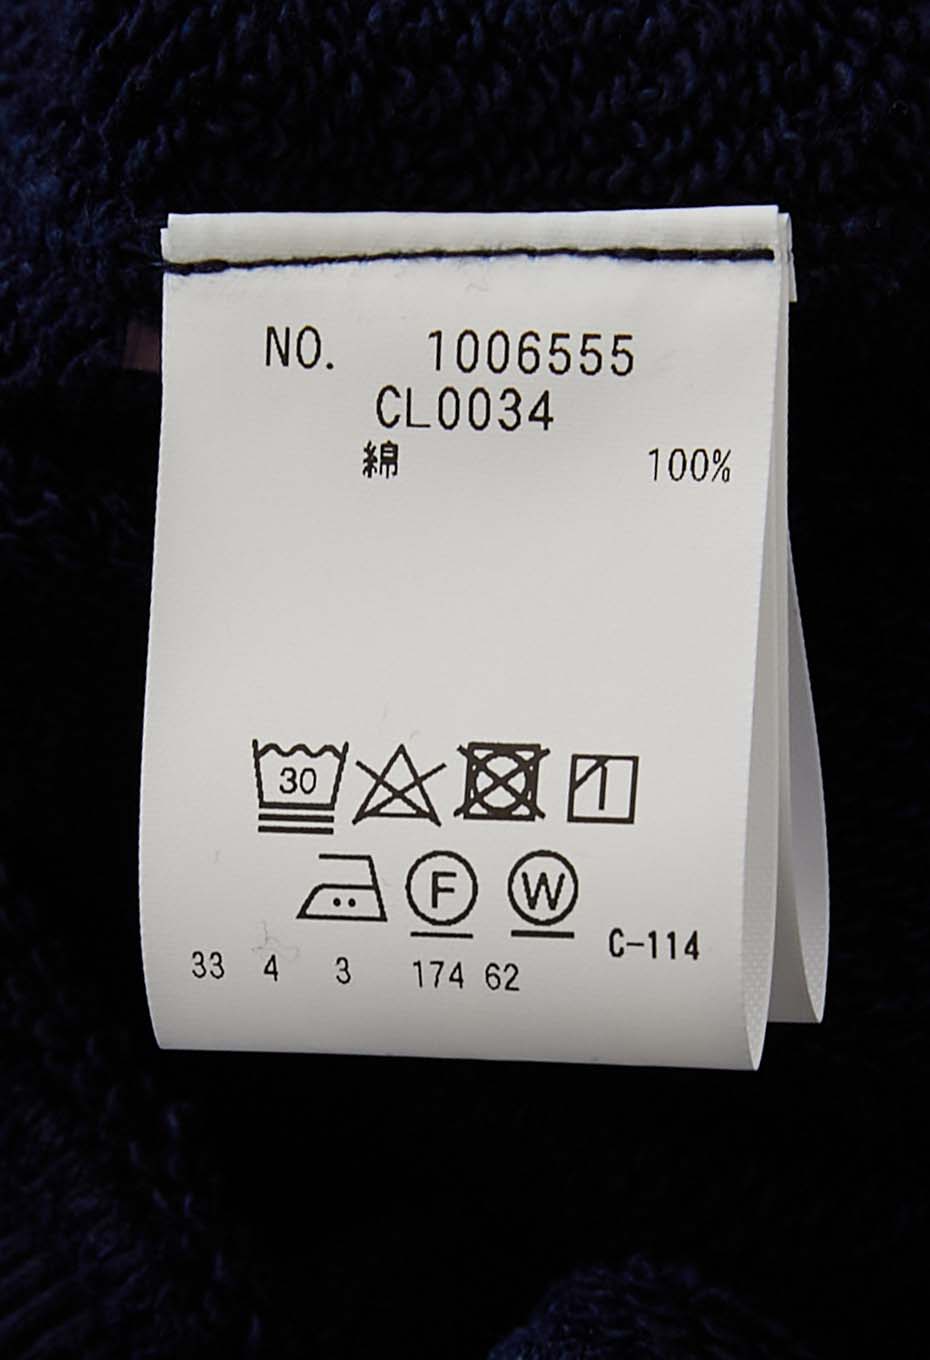 NO. 1006555
CL0034
綿 100%
30
F W
C-114
33 4 3 174 62